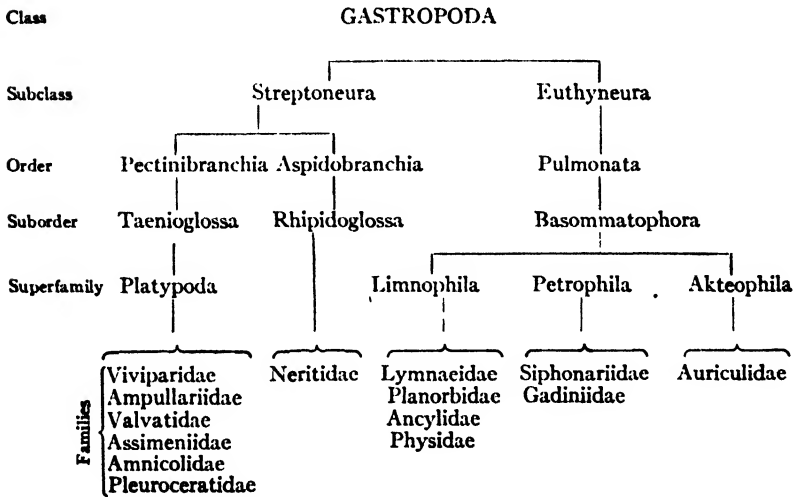 Class GASTROPODA
Subclass Streptoneura Euthyneura
Order Pectinibranchia Aspidobranchia Pulmonata
Suborder Taenioglossa Rhipidoglossa Basommatophora
Superfamily Platypoda Limnophila Petrophila Akteophila
Families
Viviparidae Neritidae Lymnaeidae Siphonariidae Auriculidae
Ampullariidae Planorbidae Gadiniidae
Valvatidae Ancylidae
Assimeniidae Physidae
Amnicolidae
Pleuroceratidae